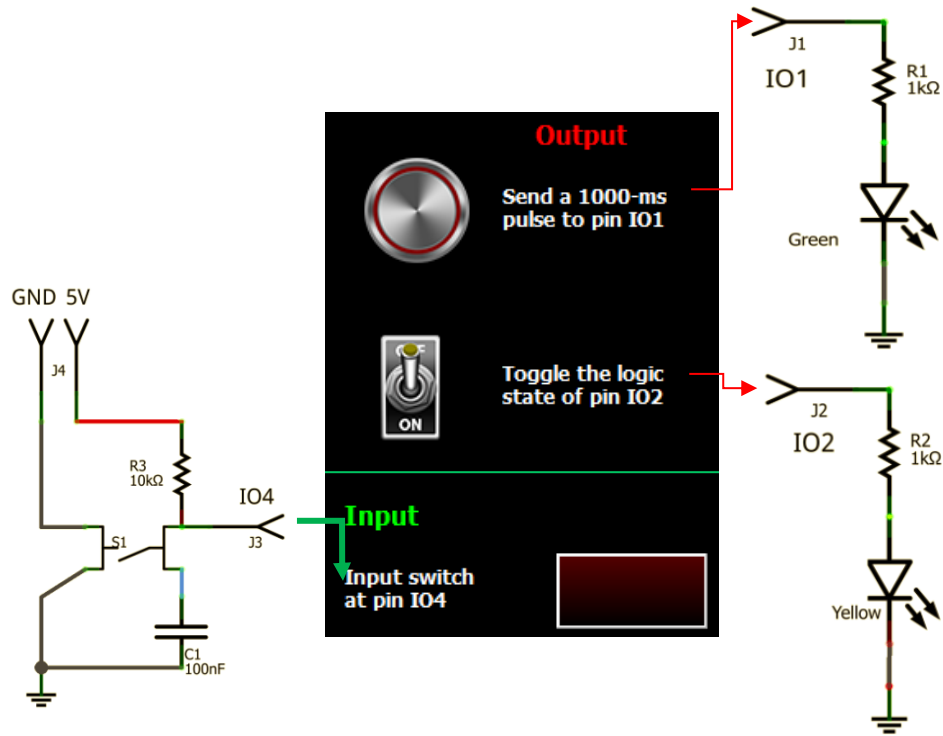 J1
IO1
R1
1kΩ
Green
Output
Send a 1000-ms
pulse to pin IO1
GND 5V
J4
R3
10kΩ
IO4
J3
S1
C1
100nF
OFF
ON
Toggle the logic
state of pin IO2
J2
IO2
R2
1kΩ
Yellow
Input
Input switch
at pin IO4